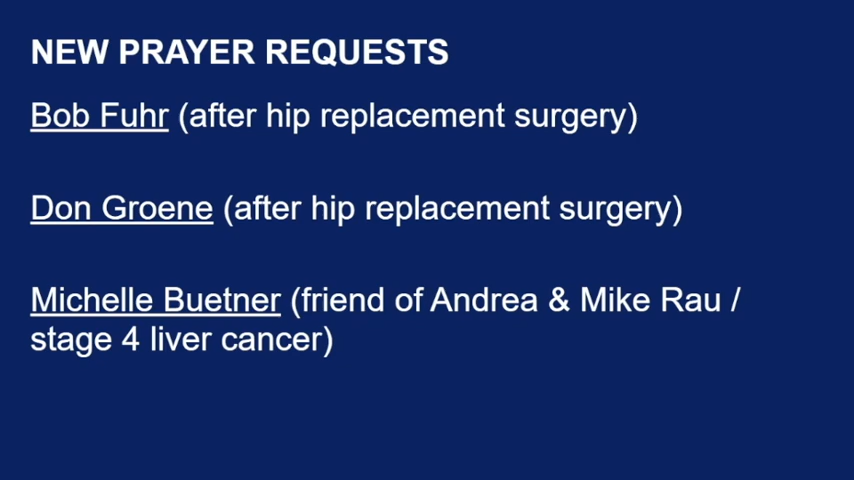 NEW PRAYER REQUESTS
Bob Fuhr (after hip replacement surgery)
Don Groene (after hip replacement surgery)
Michelle Buetner (friend of Andrea & Mike Rau /
stage 4 liver cancer)